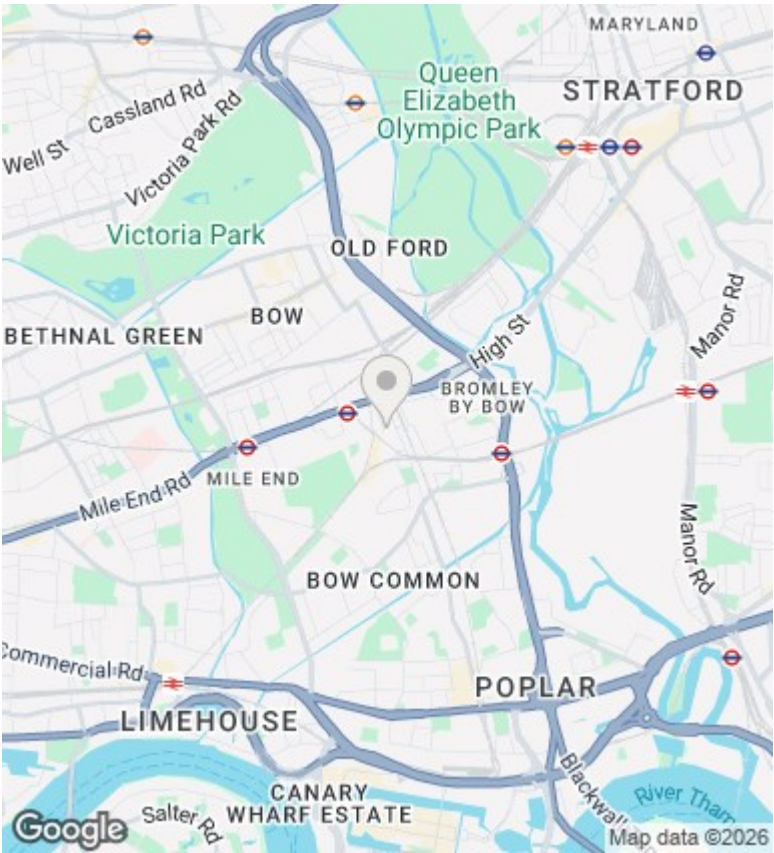 MARYLAND
Queen
Elizabeth
Olympic Park
STRATFORD
Cassland Rd
Well St
Victoria Park Rd
Victoria Park
OLD FORD
BOW
BETHNAL GREEN
High St
Manor Rd
BROMLEY
BY BOW
MILE END
Mile End Rd
Manor Rd
BOW COMMON
Commercial Rd
POPLAR
LIMEHOUSE
CANARY
WHARF ESTATE
Salter Rd
Blackwall
River Tham
Google
Map data ©2026